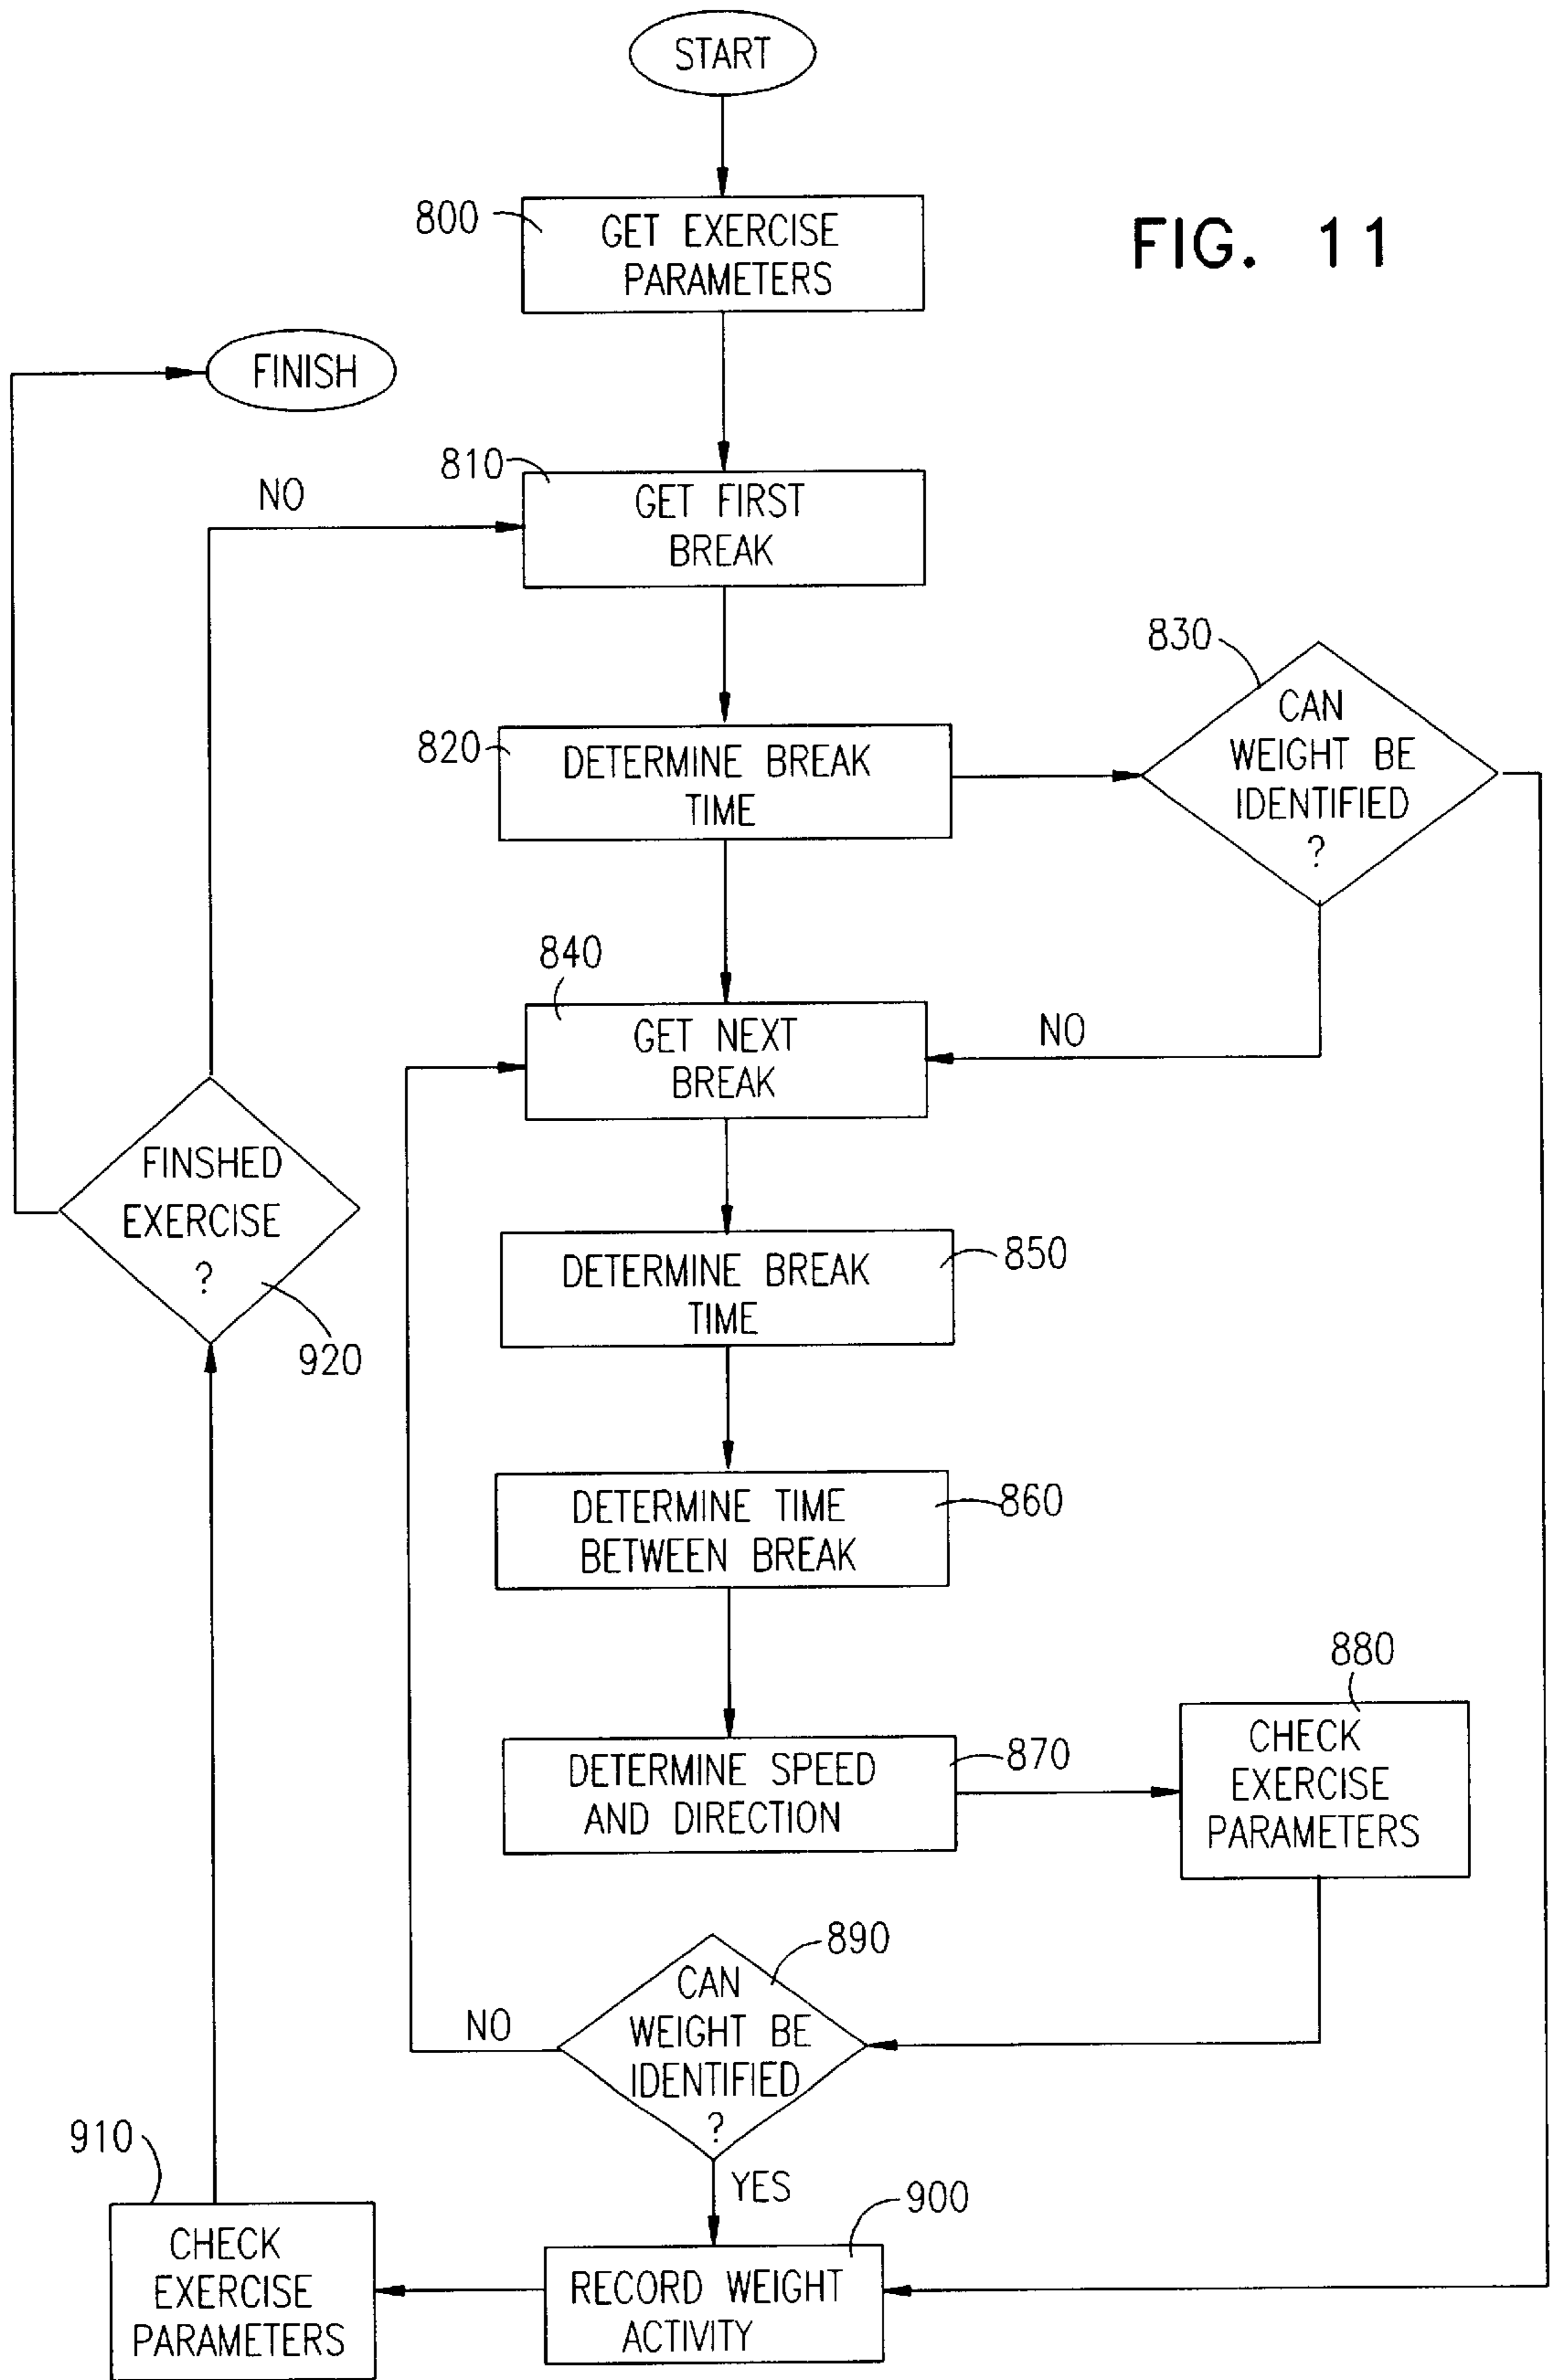 START
800
GET EXERCISE
PARAMETERS
FIG. 11
FINISH
NO
810
GET FIRST
BREAK
830
CAN
WEIGHT BE
IDENTIFIED
?
820
DETERMINE BREAK
TIME
840
GET NEXT
BREAK
NO
FINSHED
EXERCISE
?
920
DETERMINE BREAK
TIME
850
DETERMINE TIME
BETWEEN BREAK
860
DETERMINE SPEED
AND DIRECTION
870
880
CHECK
EXERCISE
PARAMETERS
890
CAN
WEIGHT BE
IDENTIFIED
?
NO
YES
910
CHECK
EXERCISE
PARAMETERS
900
RECORD WEIGHT
ACTIVITY